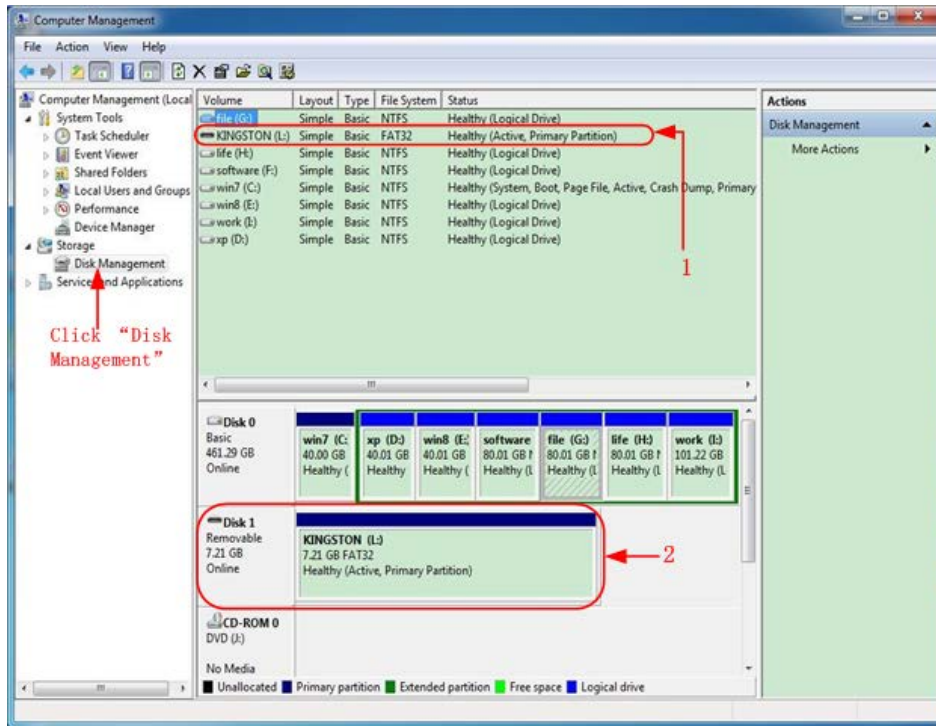 Computer Management
File Action View Help
Computer Management (Local
System Tools
Task Scheduler
Event Viewer
Shared Folders
Local Users and Groups
Performance
Device Manager
Storage
Disk Management
Services and Applications
Click “Disk
Management”
Volume Layout Type File System Status
file (G:) Simple Basic NTFS Healthy (Logical Drive)
KINGSTON (L:) Simple Basic FAT32 Healthy (Active, Primary Partition)
life (H:) Simple Basic NTFS Healthy (Logical Drive)
software (F:) Simple Basic NTFS Healthy (Logical Drive)
win7 (C:) Simple Basic NTFS Healthy (System, Boot, Page File, Active, Crash Dump, Primary
win8 (E:) Simple Basic NTFS Healthy (Logical Drive)
work (I:) Simple Basic NTFS Healthy (Logical Drive)
xp (D:) Simple Basic NTFS Healthy (Logical Drive)
1
Actions
Disk Management
More Actions
Disk 0
Basic
461.29 GB
Online
win7 (C:
40.00 GB
Healthy (
xp (D:)
40.01 GB
Healthy
win8 (E:
40.01 GB
Healthy (
software
80.01 GB
Healthy (L
file (G:)
80.01 GB
Healthy (L
life (H:)
80.01 GB
Healthy (L
work (I:)
101.22 GB
Healthy (L
Disk 1
Removable
7.21 GB
Online
KINGSTON (L:)
7.21 GB FAT32
Healthy (Active, Primary Partition)
2
CD-ROM 0
DVD (J:)
No Media
Unallocated Primary partition Extended partition Free space Logical drive